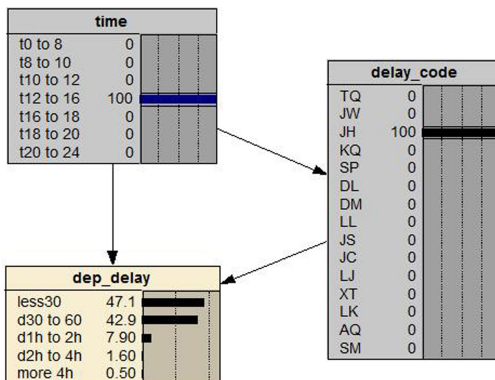 time
t0 to 8 0
t8 to 10 0
t10 to 12 0
t12 to 16 100
t16 to 18 0
t18 to 20 0
t20 to 24 0
delay_code
TQ 0
JW 0
JH 100
KQ 0
SP 0
DL 0
DM 0
LL 0
JS 0
JC 0
LJ 0
XT 0
LK 0
AQ 0
SM 0
dep_delay
less30 47.1
d30 to 60 42.9
d1h to 2h 7.90
d2h to 4h 1.60
more 4h 0.50